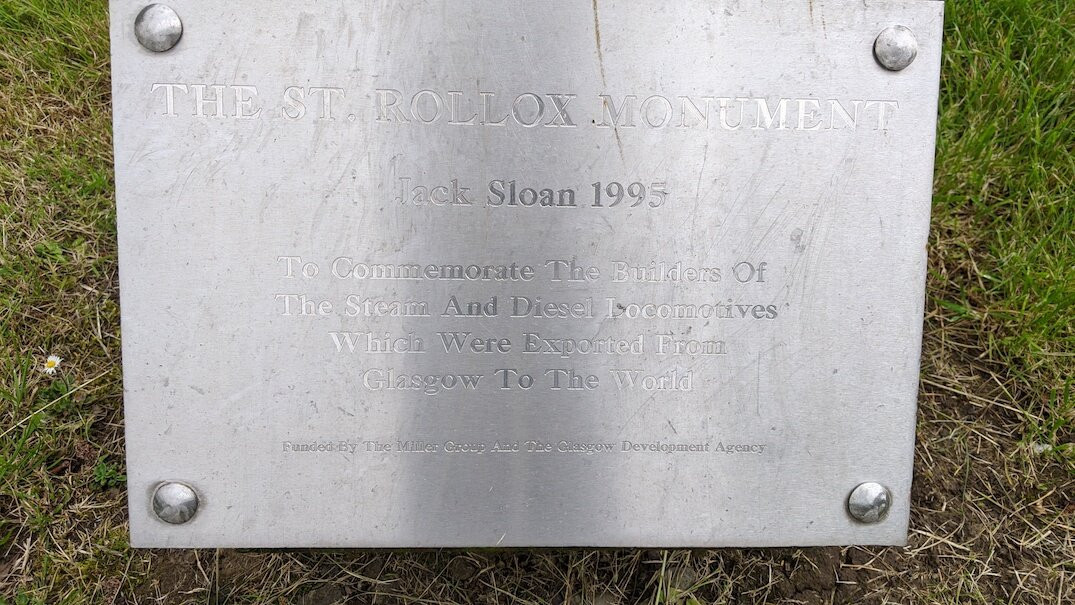 THE ST. ROLLOX MONUMENT
Jack Sloan 1995
To Commemorate The Builders Of
The Steam And Diesel Locomotives
Which Were Exported From
Glasgow To The World
Funded By The Miller Group And The Glasgow Development Agency